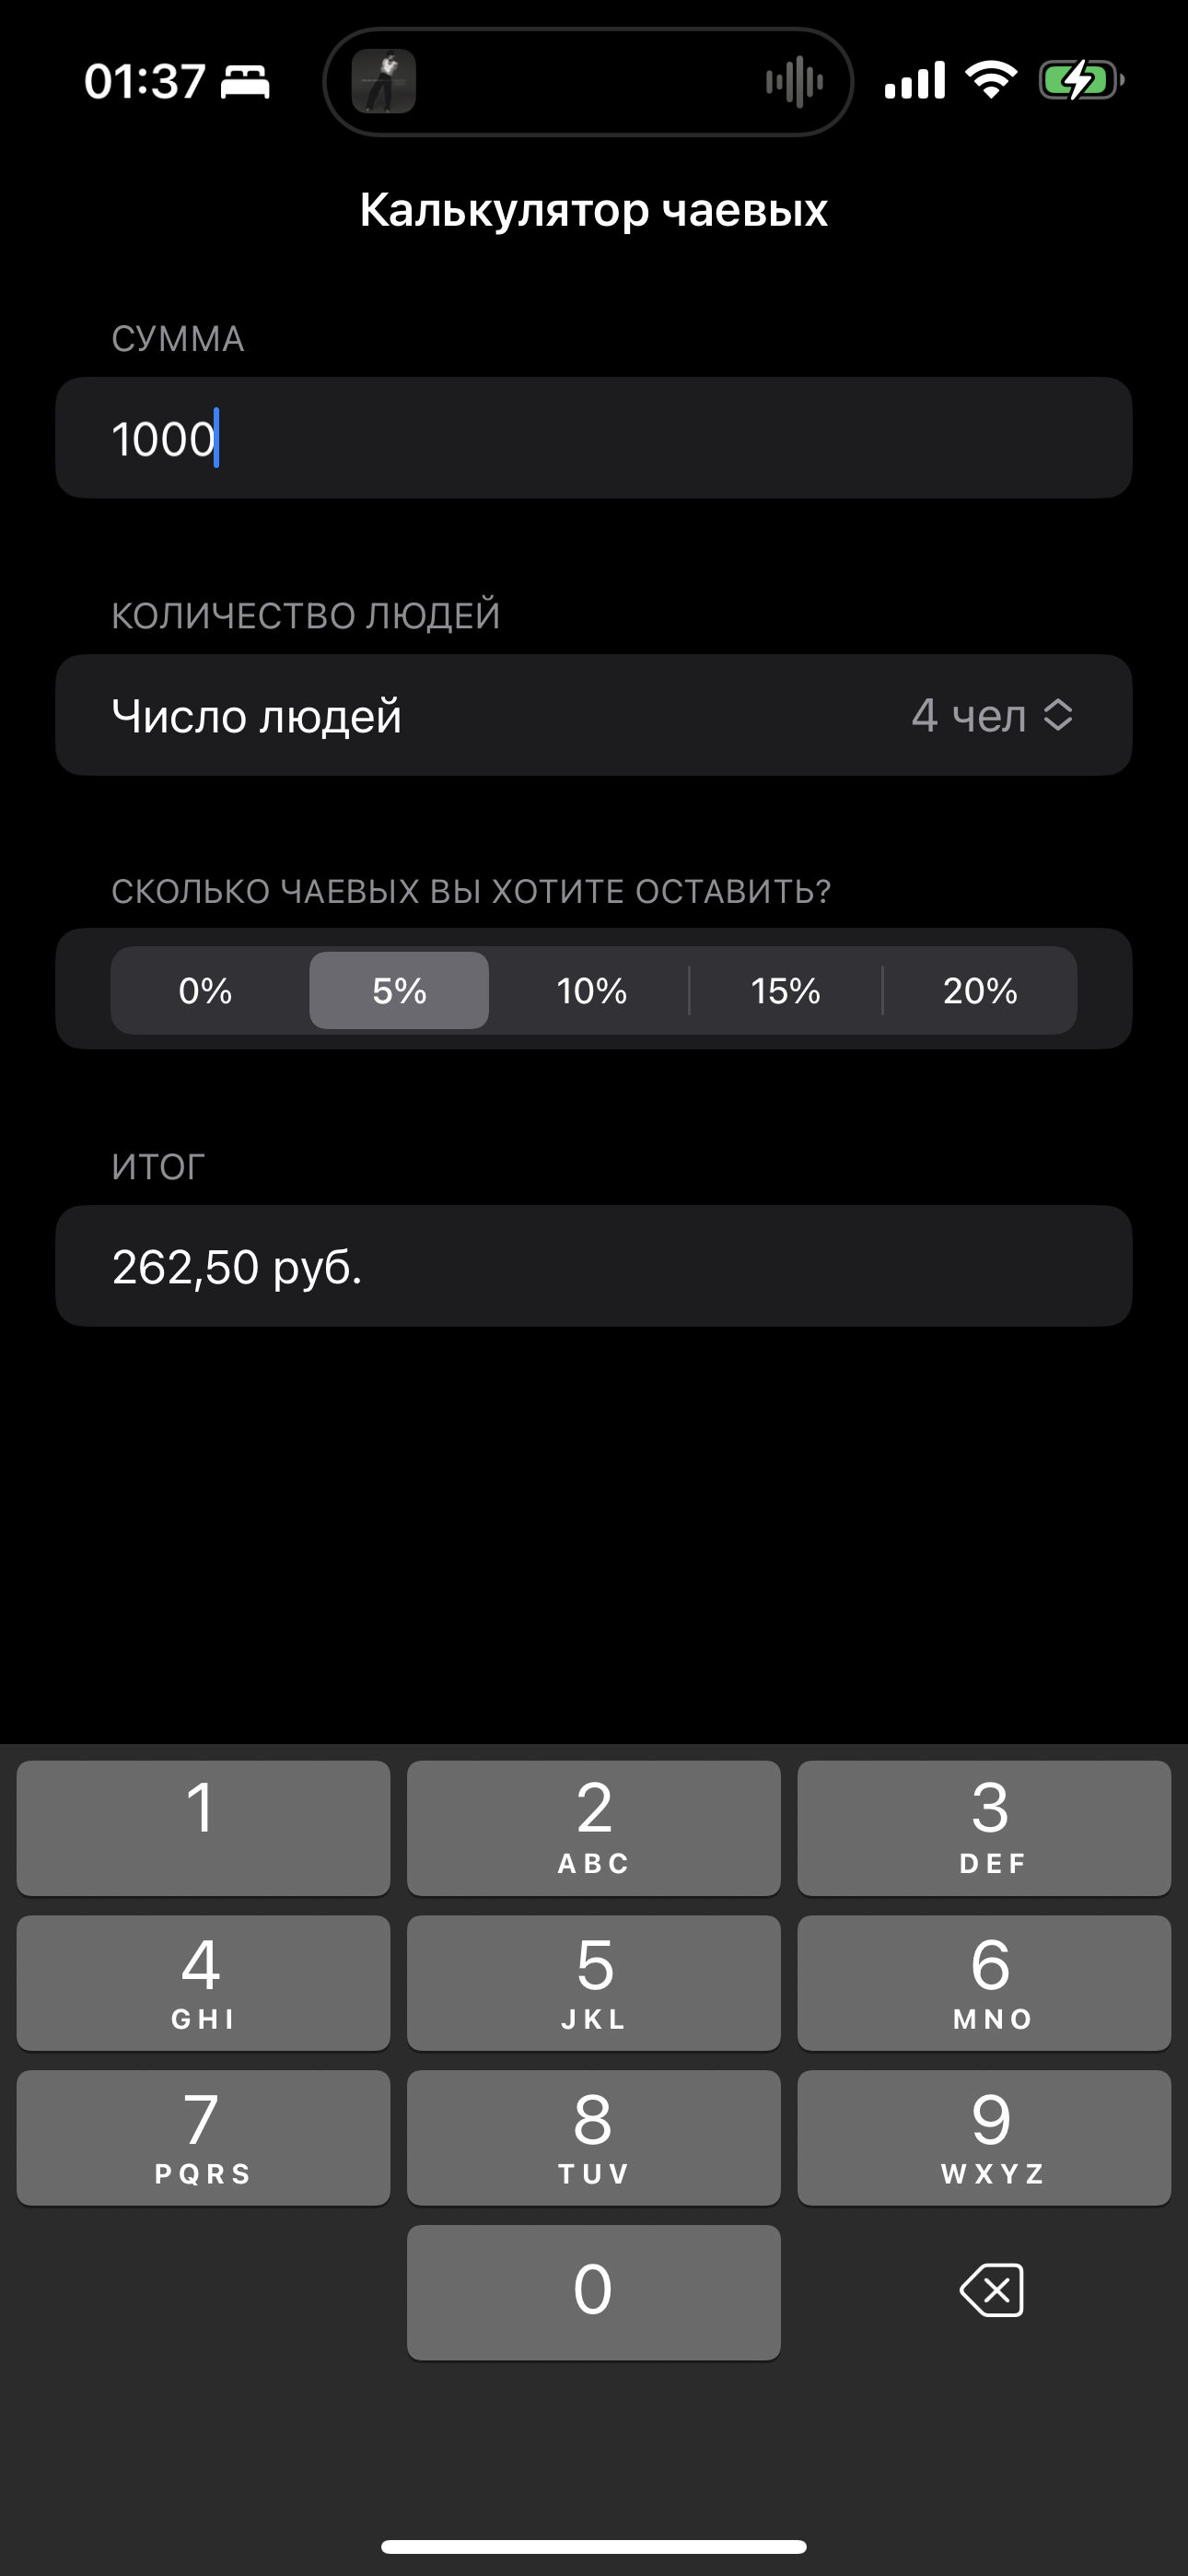 01:37
Калькулятор чаевых
СУММА
1000
КОЛИЧЕСТВО ЛЮДЕЙ
Число людей 4 чел
СКОЛЬКО ЧАЕВЫХ ВЫ ХОТИТЕ ОСТАВИТЬ?
0% 5% 10% 15% 20%
ИТОГ
262,50 руб.
1 2 3
ABC DEF
4 5 6
GHI JKL MNO
7 8 9
PQRS TUV WXYZ
0